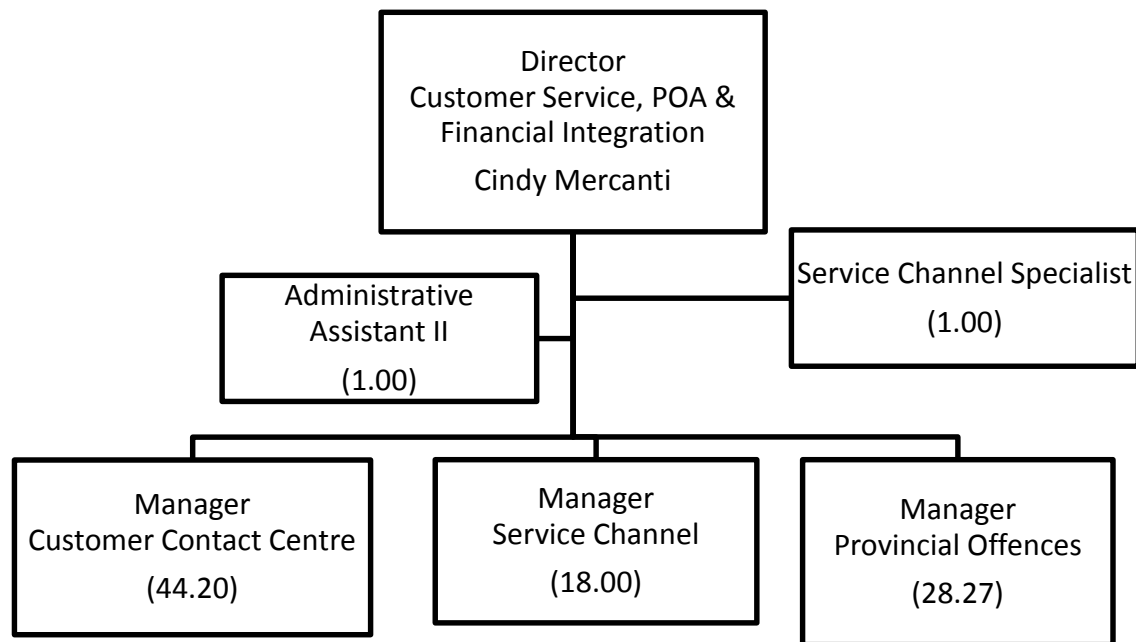 Director
Customer Service, POA &
Financial Integration
Cindy Mercanti
Service Channel Specialist
(1.00)
Administrative
Assistant II
(1.00)
Manager
Customer Contact Centre
(44.20)
Manager
Service Channel
(18.00)
Manager
Provincial Offences
(28.27)